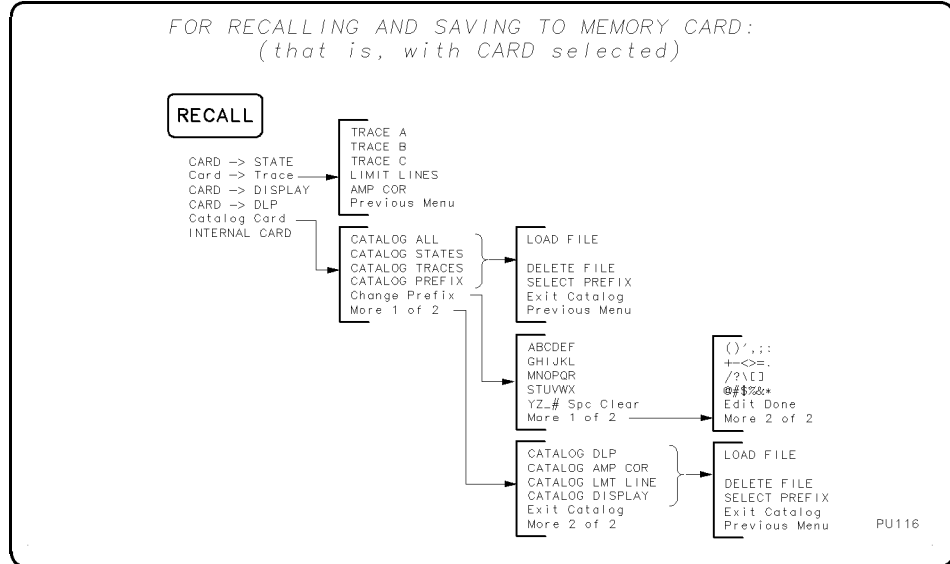 FOR RECALLING AND SAVING TO MEMORY CARD:
(that is, with CARD selected)
RECALL
CARD -> STATE
Card -> Trace
CARD -> DISPLAY
CARD -> DLP
Catalog Card
INTERNAL CARD
TRACE A
TRACE B
TRACE C
LIMIT LINES
AMP COR
Previous Menu
CATALOG ALL
CATALOG STATES
CATALOG TRACES
CATALOG PREFIX
Change Prefix
More 1 of 2
LOAD FILE
DELETE FILE
SELECT PREFIX
Exit Catalog
Previous Menu
ABCDEF
GHIJKL
MNOPQR
STUVWX
YZ_# Spc Clear
More 1 of 2
()',;:
+-<>=.
/?\[]
@#$%&*
Edit Done
More 2 of 2
CATALOG DLP
CATALOG AMP COR
CATALOG LMT LINE
CATALOG DISPLAY
Exit Catalog
More 2 of 2
LOAD FILE
DELETE FILE
SELECT PREFIX
Exit Catalog
Previous Menu
PU116